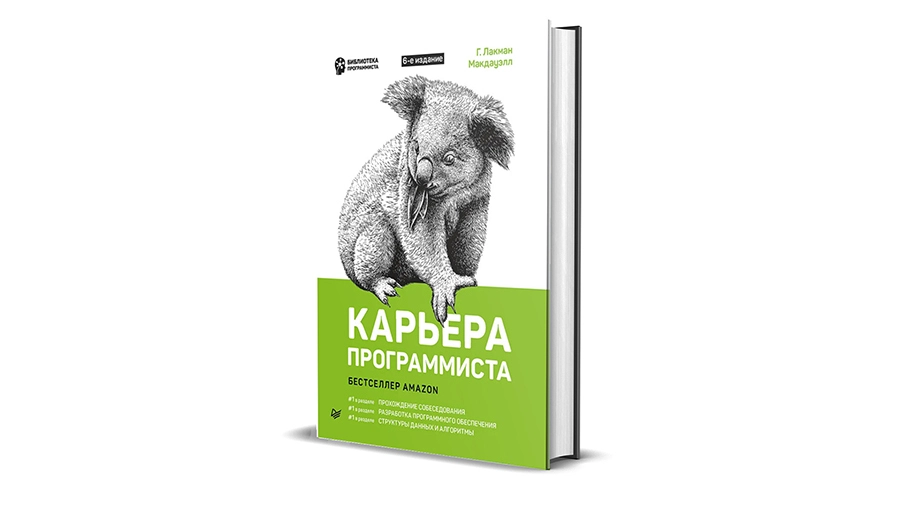 БИБЛИОТЕКА
ПРОГРАММИСТА
6-е издание
Г. Лакман
Макдауэлл
КАРЬЕРА
ПРОГРАММИСТА
БЕСТСЕЛЛЕР AMAZON
#1 в разделе ПРОХОЖДЕНИЕ СОБЕСЕДОВАНИЯ
#1 в разделе РАЗРАБОТКА ПРОГРАММНОГО ОБЕСПЕЧЕНИЯ
#1 в разделе СТРУКТУРЫ ДАННЫХ И АЛГОРИТМЫ